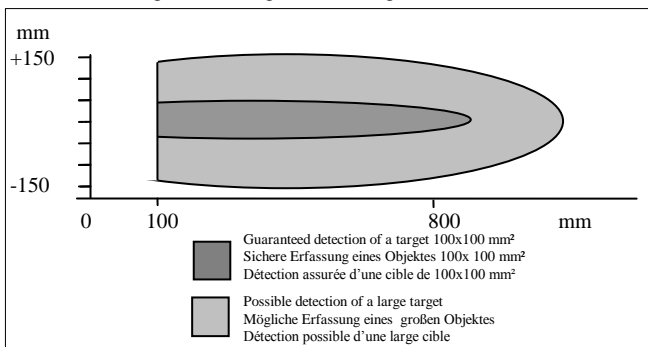 mm
+150
-150
0 100 800 mm
Guaranteed detection of a target 100x100 mm²
Sichere Erfassung eines Objektes 100x 100 mm²
Détection assurée d'une cible de 100x100 mm²
Possible detection of a large target
Mögliche Erfassung eines großen Objektes
Détection possible d'une large cible